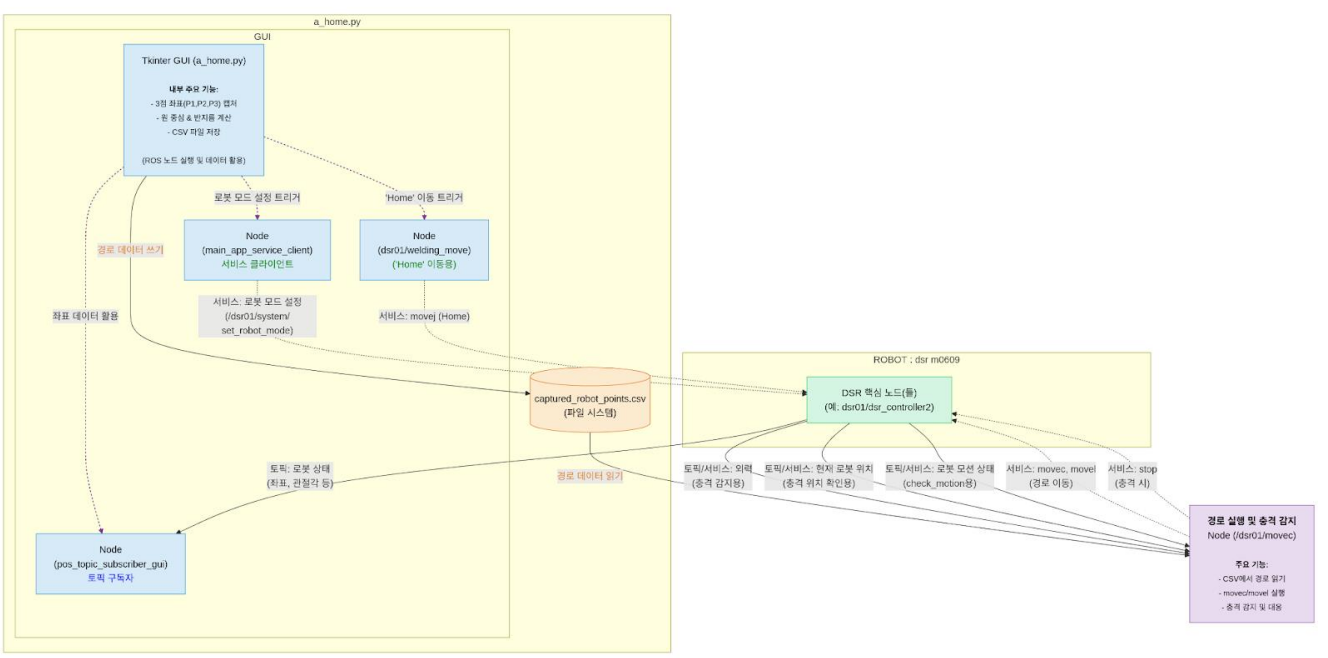 a_home.py
GUI
Tkinter GUI (a_home.py)
내부 주요 기능:
- 3점 좌표(P1,P2,P3) 캡처
- 원 중심 & 반지름 계산
- CSV 파일 저장
(ROS 노드 실행 및 데이터 활용)
로봇 모드 설정 트리거
'Home' 이동 트리거
Node
(main_app_service_client)
서비스 클라이언트
Node
(dsr01/welding_move)
('Home' 이동용)
경로 데이터 쓰기
서비스: 로봇 모드 설정
(/dsr01/system/
set_robot_mode)
서비스: movej (Home)
좌표 데이터 활용
captured_robot_points.csv
(파일 시스템)
ROBOT ; dsr m0609
DSR 핵심 노드(들)
(예: dsr01/dsr_controller2)
토픽: 로봇 상태
(좌표, 관절각 등)
경로 데이터 읽기
토픽/서비스: 외력
(충격 감지용)
토픽/서비스: 현재 로봇 위치
(충격 위치 확인용)
토픽/서비스: 로봇 모션 상태
(check_motion용)
서비스: movec, movel
(경로 이동)
서비스: stop
(충격 시)
Node
(pos_topic_subscriber_gui)
토픽 구독자
경로 실행 및 충격 감지
Node (/dsr01/movec)
주요 기능:
- CSV에서 경로 읽기
- movec/movel 실행
- 충격 감지 및 대응